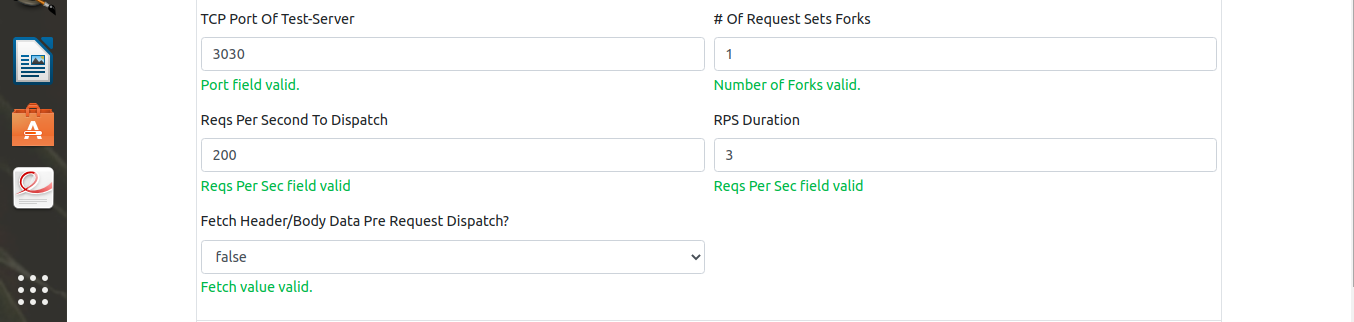 TCP Port Of Test-Server
# Of Request Sets Forks
3030
1
Port field valid.
Number of Forks valid.
Reqs Per Second To Dispatch
RPS Duration
200
3
Reqs Per Sec field valid
Reqs Per Sec field valid
Fetch Header/Body Data Pre Request Dispatch?
false
Fetch value valid.